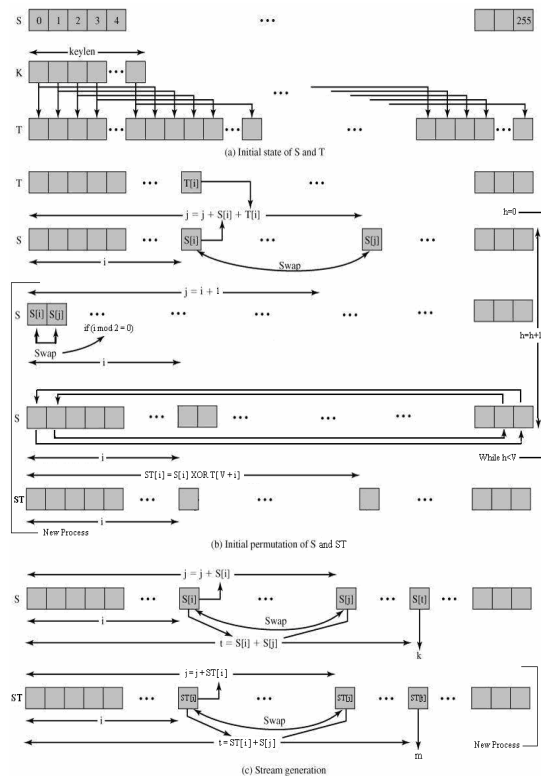 S 0 1 2 3 4 ••• 255
keylen
K •••
•••
T ••• ••• ••• •••
(a) Initial state of S and T
T ••• T[i] •••
h=0
j = j + S[i] + T[i]
S ••• S[i] ••• S[j] •••
i
Swap
j = i + 1
S S[i] S[j] ••• ••• ••• ••• •••
h=h+1
Swap if (i mod 2 = 0)
i
S ••• ••• ••• •••
i
While h<V
ST[i] = S[i] XOR T[V + i]
ST ••• ••• •••
i
New Process
(b) Initial permutation of S and ST
j = j + S[i]
S ••• S[i] ••• S[j] ••• S[t] •••
i
Swap
t = S[i] + S[j]
k
j = j + ST[i]
ST ••• ST[i] ••• ST[j] ••• •••
i
Swap
t = ST[i] + S[j]
New Process
m
(c) Stream generation